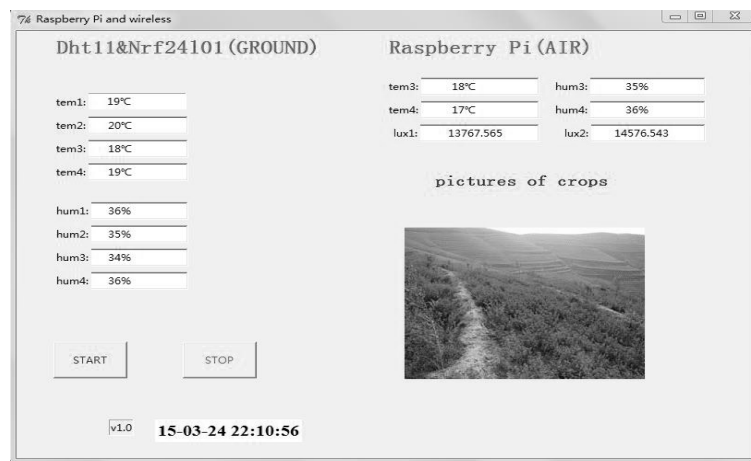 Raspberry Pi and wireless
Dht11&Nrf24l01(GROUND)
tem1: 19℃
tem2: 20℃
tem3: 18℃
tem4: 19℃
hum1: 36%
hum2: 35%
hum3: 34%
hum4: 36%
START STOP
v1.0 15-03-24 22:10:56
Raspberry Pi(AIR)
tem3: 18℃ hum3: 35%
tem4: 17℃ hum4: 36%
lux1: 13767.565 lux2: 14576.543
pictures of crops